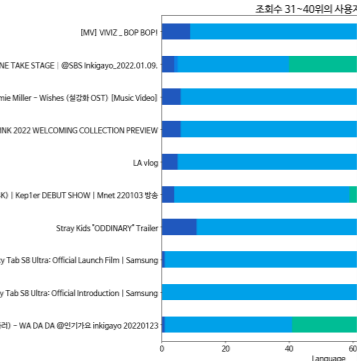 조회수 31~40위의 사용
[MV] VIVIZ _ BOP BOP!
NE TAKE STAGE | @SBS Inkigayo_2022.01.09.
mie Miller - Wishes (설강화 OST) [Music Video]
INK 2022 WELCOMING COLLECTION PREVIEW
LA vlog
K) | Kep1er DEBUT SHOW | Mnet 220103 방송
Stray Kids "ODDINARY" Trailer
y Tab S8 Ultra: Official Launch Film | Samsung
y Tab S8 Ultra: Official Introduction | Samsung
러) - WA DA DA @인기가요 inkigayo 20220123
0 20 40 60
Language